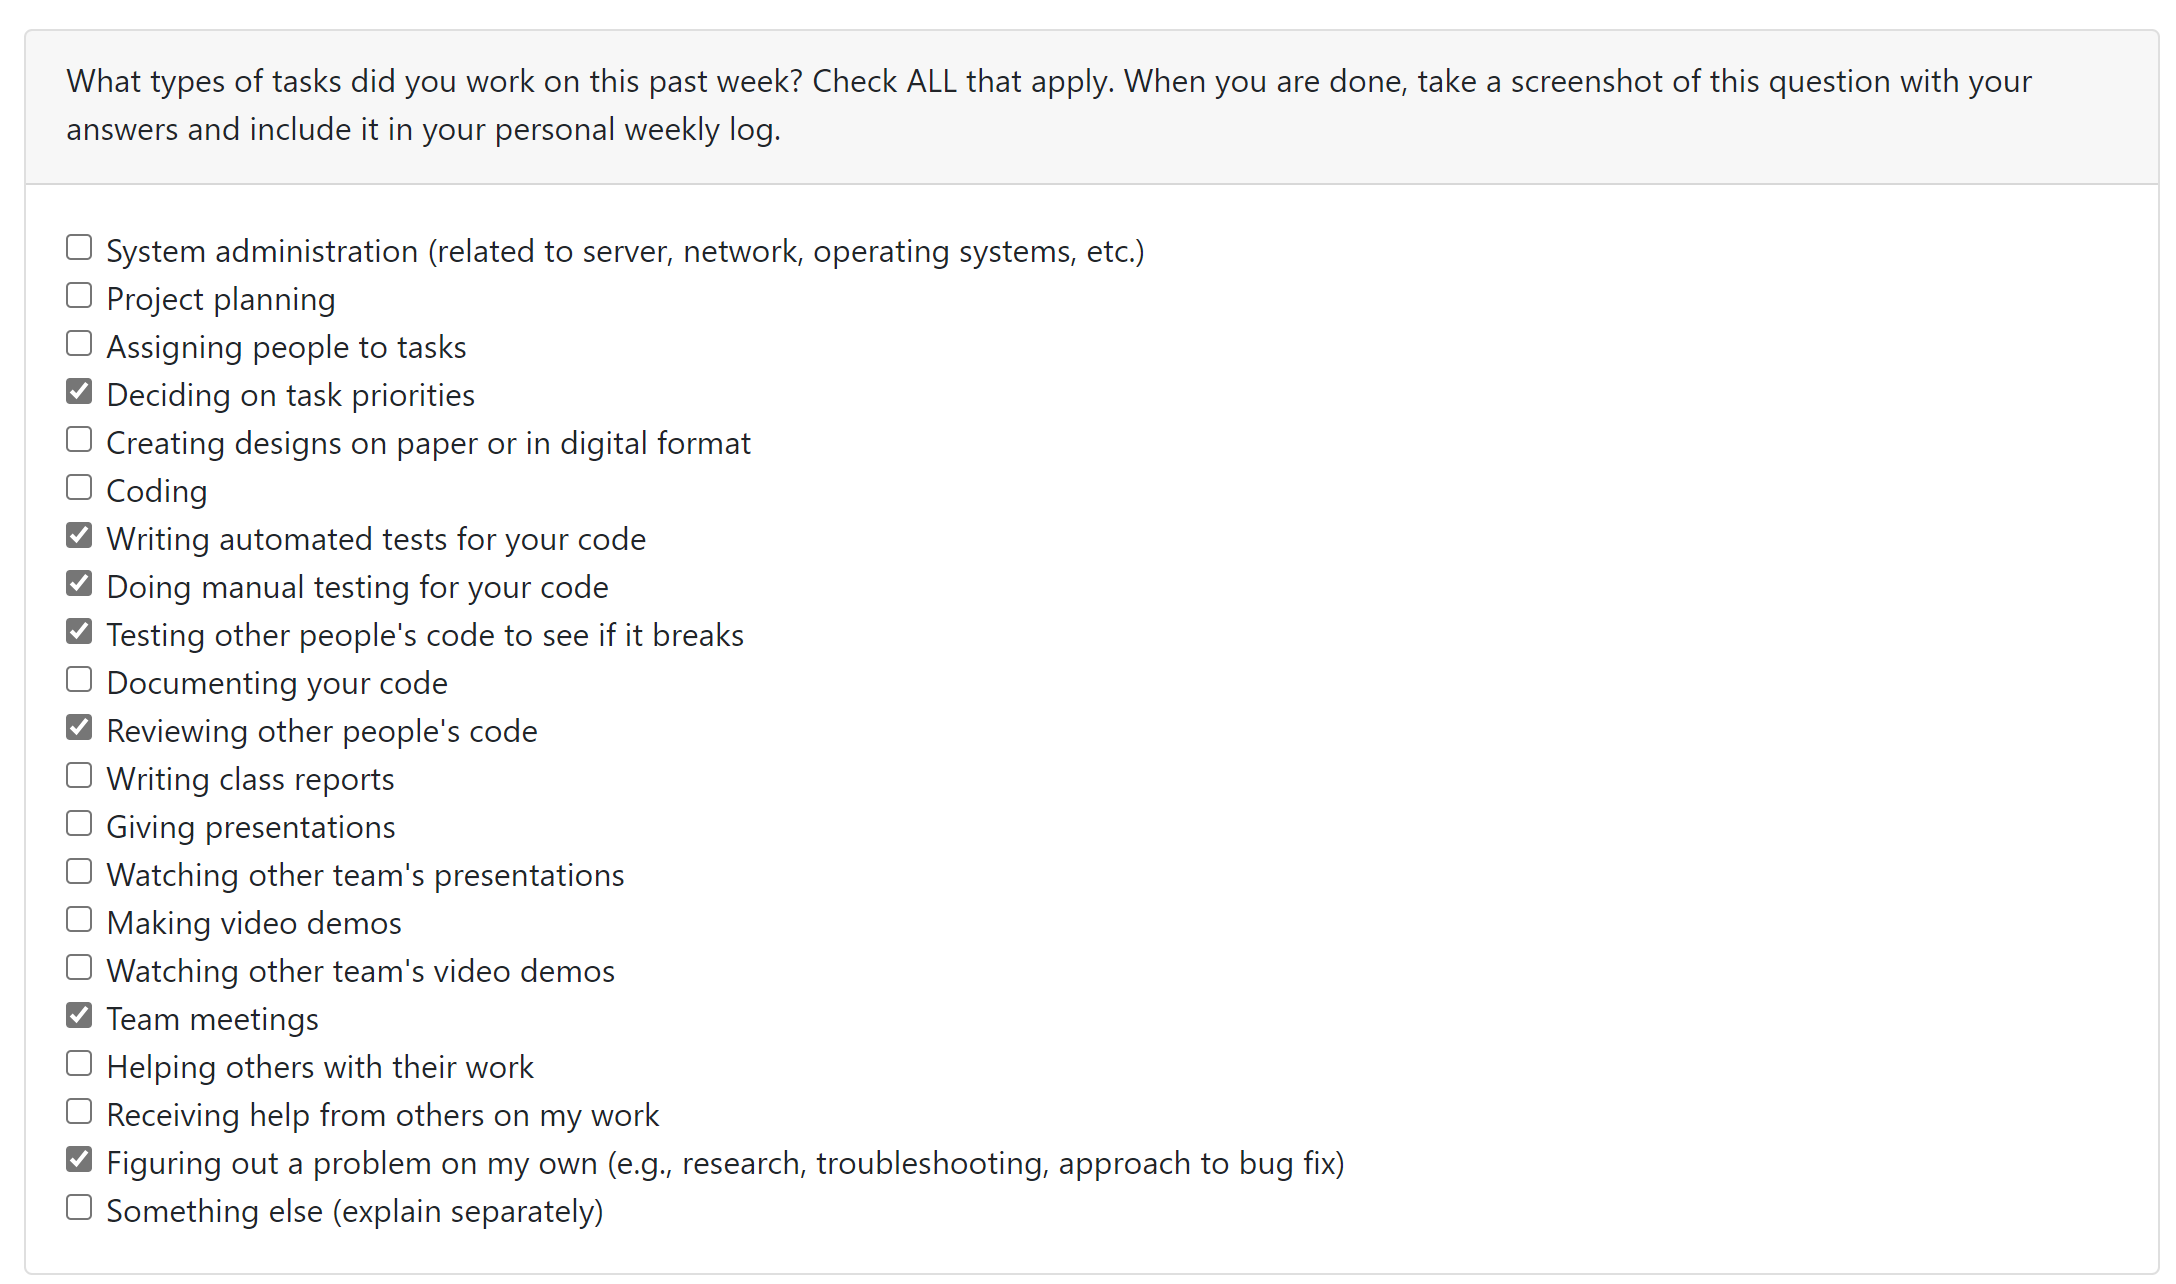 What types of tasks did you work on this past week? Check ALL that apply. When you are done, take a screenshot of this question with your
answers and include it in your personal weekly log.
System administration (related to server, network, operating systems, etc.)
Project planning
Assigning people to tasks
Deciding on task priorities
Creating designs on paper or in digital format
Coding
Writing automated tests for your code
Doing manual testing for your code
Testing other people's code to see if it breaks
Documenting your code
Reviewing other people's code
Writing class reports
Giving presentations
Watching other team's presentations
Making video demos
Watching other team's video demos
Team meetings
Helping others with their work
Receiving help from others on my work
Figuring out a problem on my own (e.g., research, troubleshooting, approach to bug fix)
Something else (explain separately)